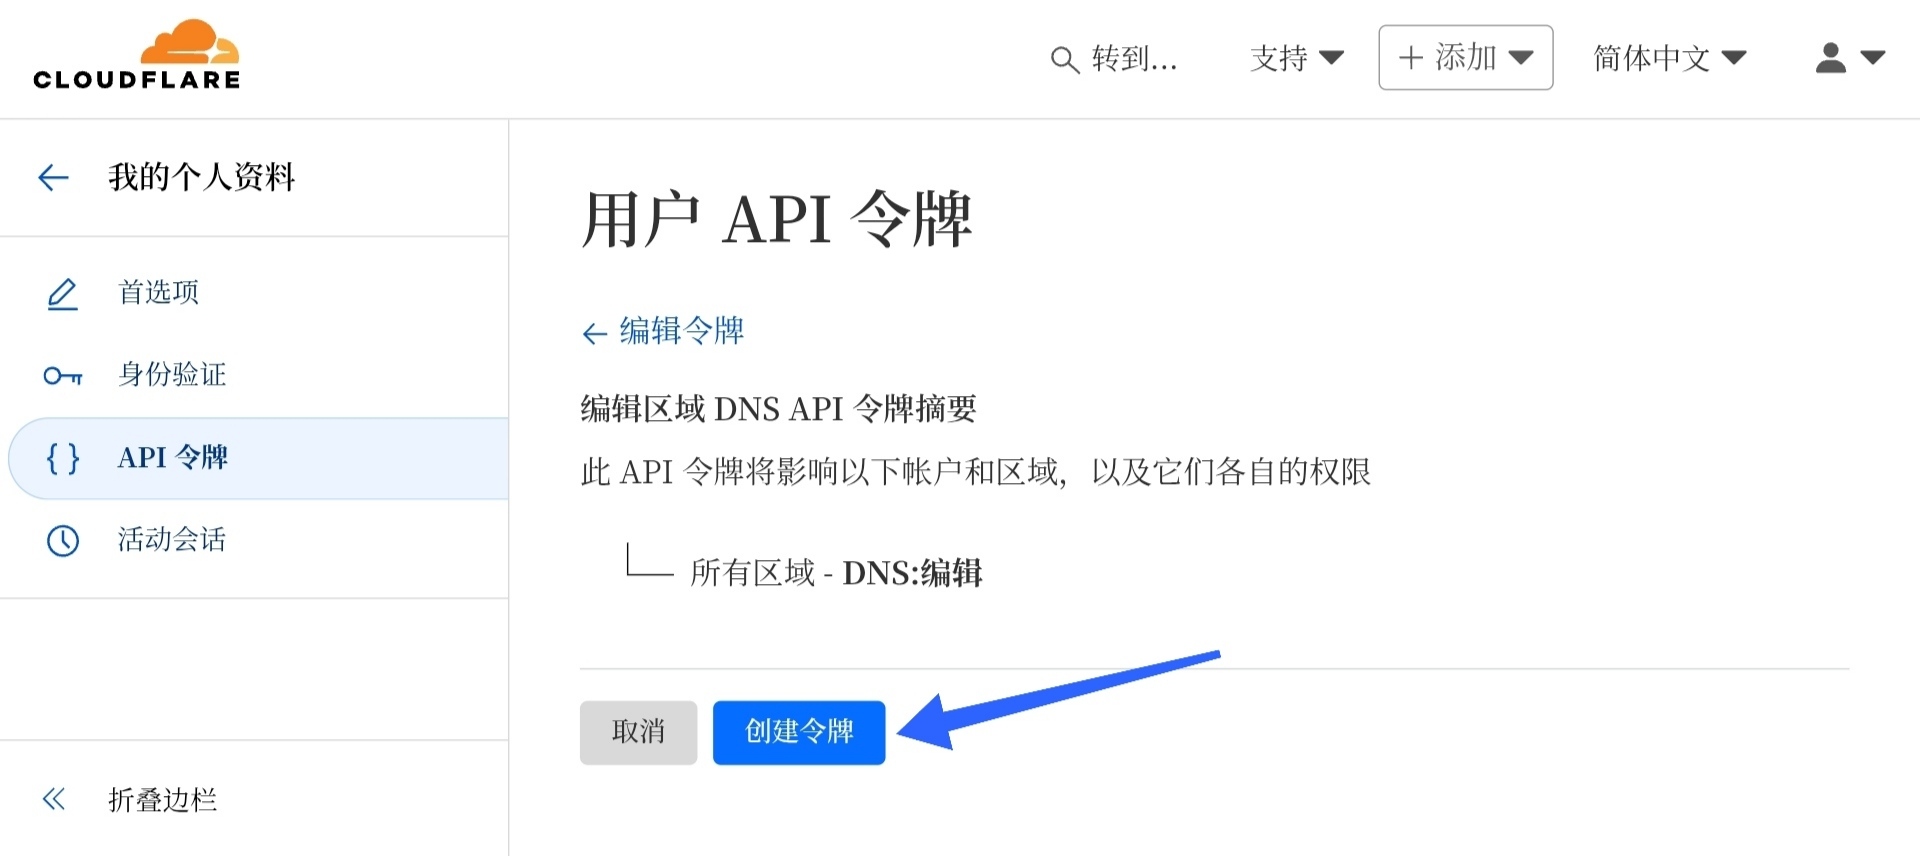 CLOUDFLARE
转到...
支持
添加
简体中文
我的个人资料
首选项
身份验证
API 令牌
活动会话
折叠边栏
用户 API 令牌
编辑令牌
编辑区域 DNS API 令牌摘要
此 API 令牌将影响以下帐户和区域，以及它们各自的权限
所有区域 - DNS:编辑
取消
创建令牌